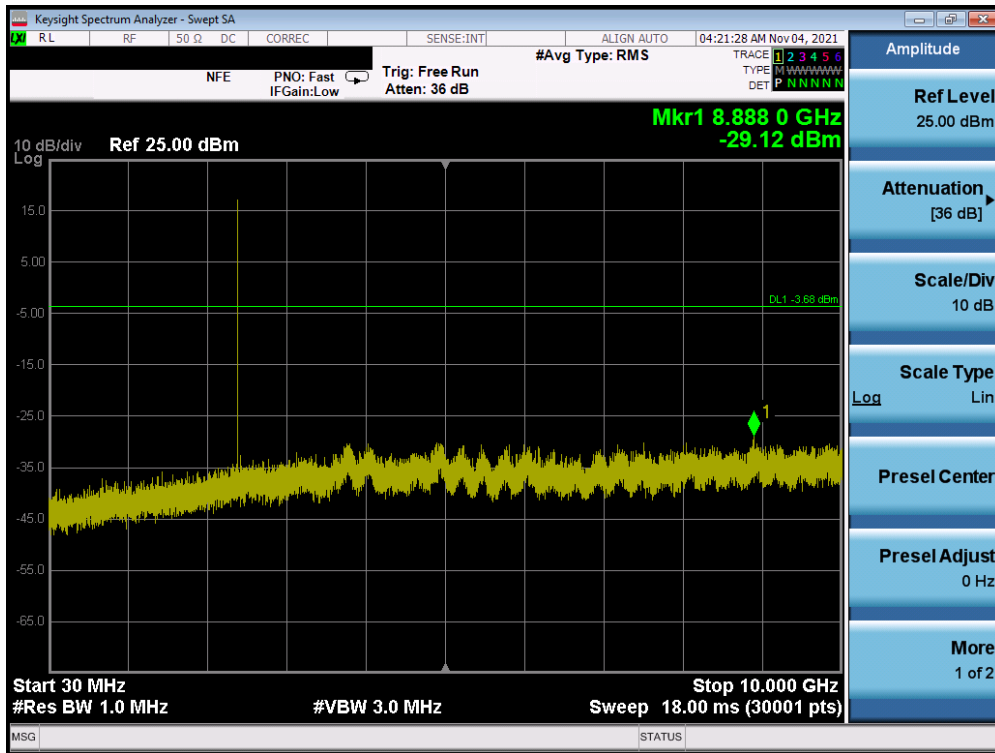 Keysight Spectrum Analyzer - Swept SA
LXI RL RF 50 Ω DC CORREC SENSE:INT ALIGN AUTO 04:21:28 AM Nov 04, 2021
#Avg Type: RMS TRACE 1 2 3 4 5 6
NFE PNO: Fast Trig: Free Run TYPE M W W W W W
IFGain:Low Atten: 36 dB DET P N N N N N
Mkr1 8.888 0 GHz
-29.12 dBm
10 dB/div Ref 25.00 dBm
Log
15.0
5.00
DL1 -3.68 dBm
-5.00
-15.0
-25.0
1
-35.0
-45.0
-55.0
-65.0
Start 30 MHz Stop 10.000 GHz
#Res BW 1.0 MHz #VBW 3.0 MHz Sweep 18.00 ms (30001 pts)
MSG STATUS
Amplitude
Ref Level
25.00 dBm
Attenuation
[36 dB]
Scale/Div
10 dB
Scale Type
Log Lin
Presel Center
Presel Adjust
0 Hz
More
1 of 2